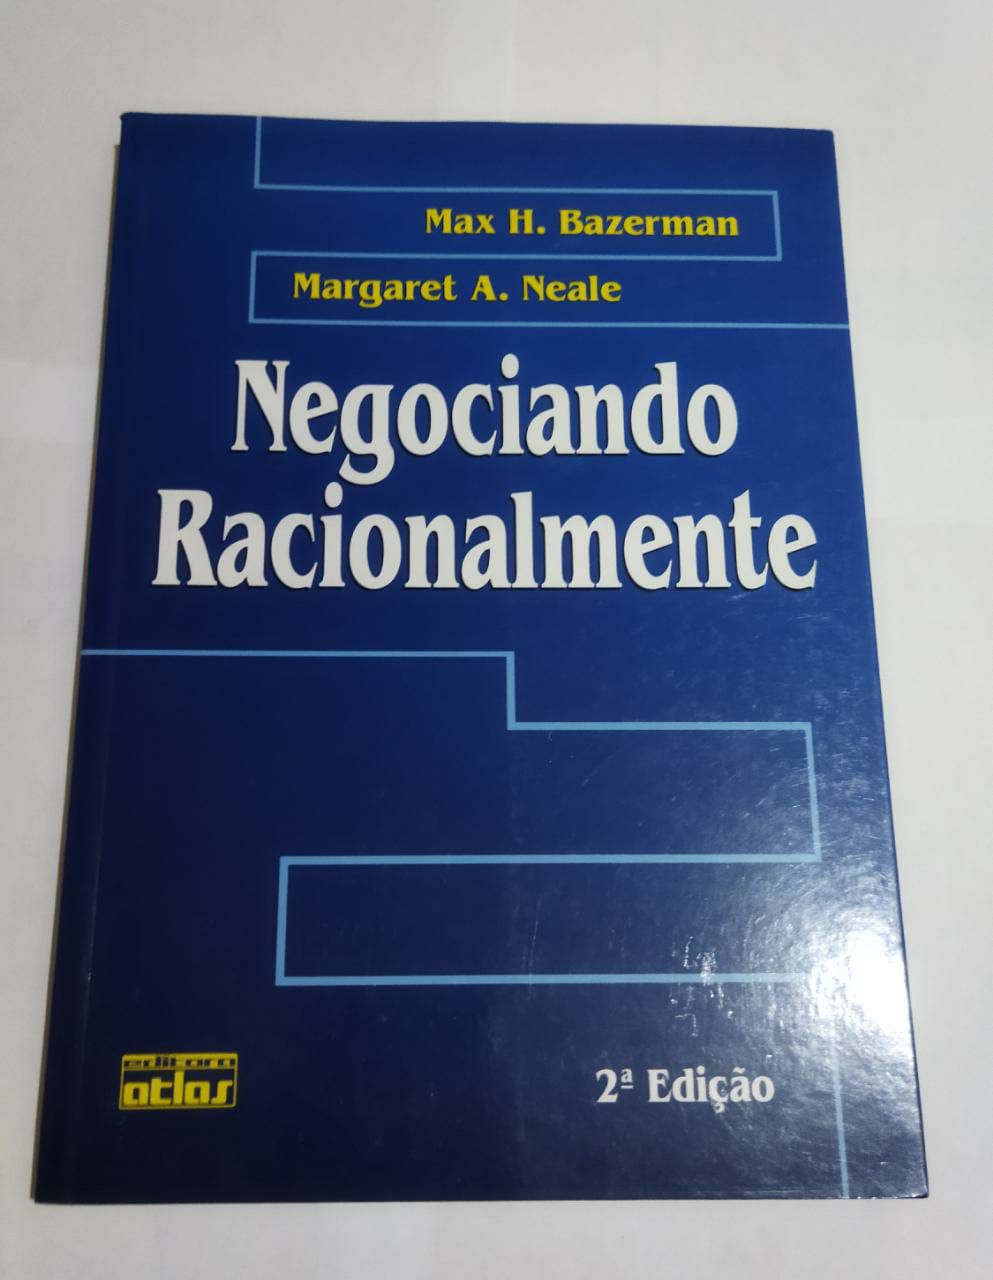 Max H. Bazerman
Margaret A. Neale
Negociando
Racionalmente
editora
atlas
2ª Edição